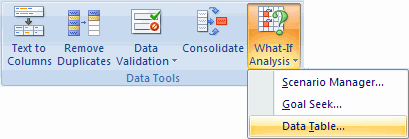 Text to Columns
Remove Duplicates
Data Validation
Consolidate
What-If Analysis
Data Tools
Scenario Manager...
Goal Seek...
Data Table...